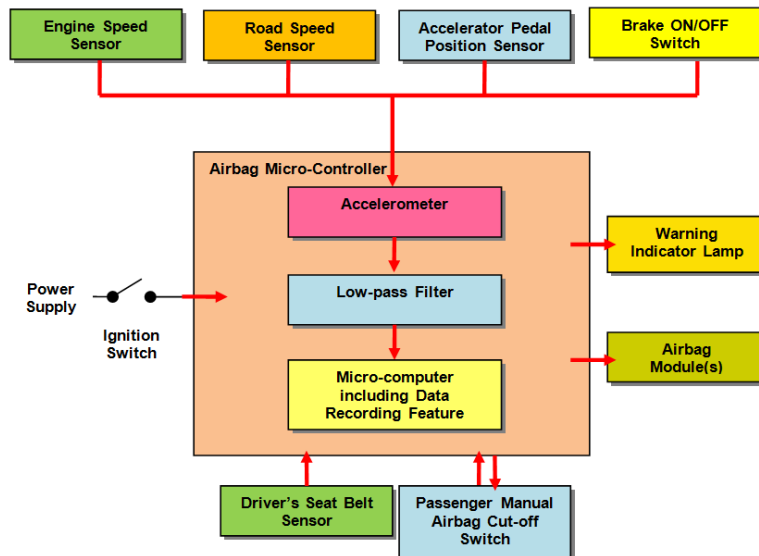 Engine Speed
Sensor
Road Speed
Sensor
Accelerator Pedal
Position Sensor
Brake ON/OFF
Switch
Airbag Micro-Controller
Accelerometer
Warning
Indicator Lamp
Low-pass Filter
Power
Supply
Ignition
Switch
Airbag
Module(s)
Micro-computer
including Data
Recording Feature
Driver's Seat Belt
Sensor
Passenger Manual
Airbag Cut-off
Switch